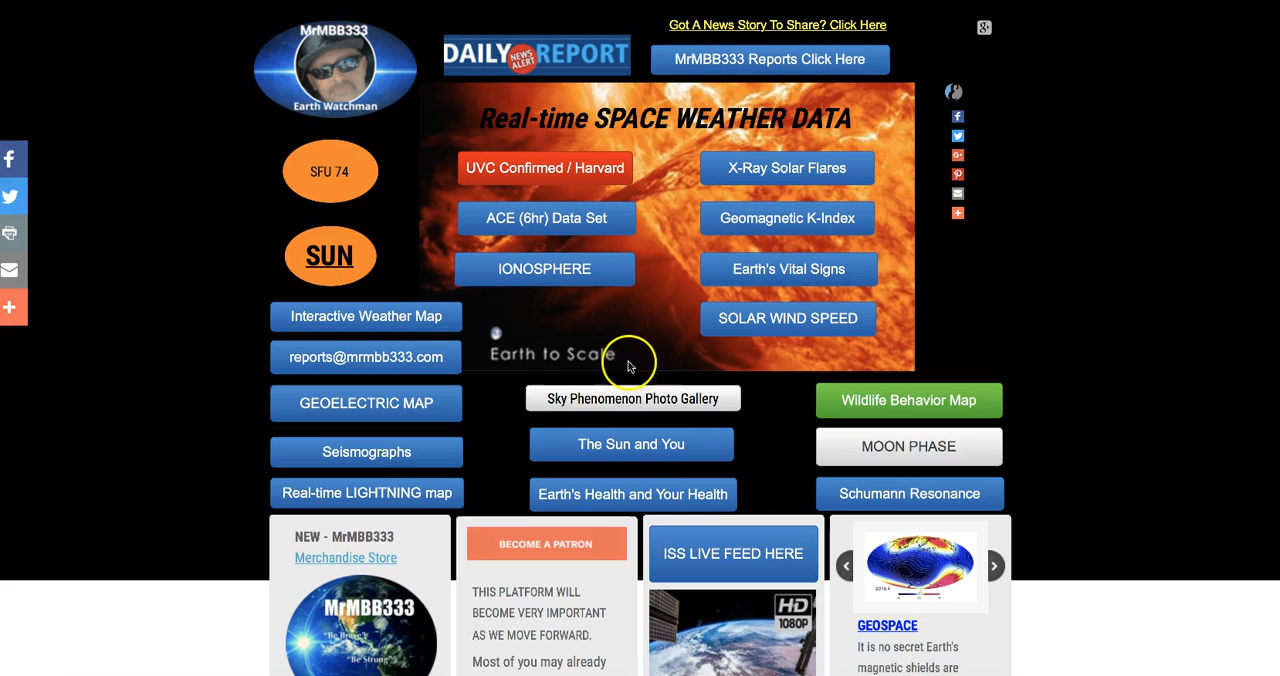 MrMBB333
Earth Watchman
DAILY NEWS ALERT REPORT
Got A News Story To Share? Click Here
MrMBB333 Reports Click Here
Real-time SPACE WEATHER DATA
SFU 74
SUN
UVC Confirmed / Harvard
X-Ray Solar Flares
ACE (6hr) Data Set
Geomagnetic K-Index
IONOSPHERE
Earth's Vital Signs
SOLAR WIND SPEED
Earth to Scale
Interactive Weather Map
reports@mrmbb333.com
GEOELECTRIC MAP
Seismographs
Real-time LIGHTNING map
Sky Phenomenon Photo Gallery
The Sun and You
Earth's Health and Your Health
Wildlife Behavior Map
MOON PHASE
Schumann Resonance
NEW - MrMBB333
Merchandise Store
MrMBB333
"Be Brave"
"Be Strong"
BECOME A PATRON
THIS PLATFORM WILL
BECOME VERY IMPORTANT
AS WE MOVE FORWARD.
Most of you may already
ISS LIVE FEED HERE
HD
1080P
2016.4
GEOSPACE
It is no secret Earth's
magnetic shields are